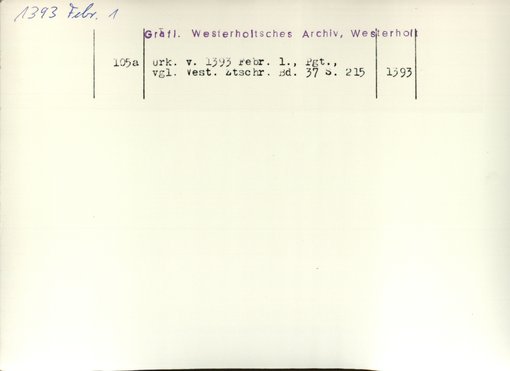 1393 Febr. 1
Gräfl. Westerholtsches Archiv, Westerholt
105a Urk. v. 1393 Febr. 1., Pgt.,
vgl. West. Ztschr. Bd. 37 S. 215 1393